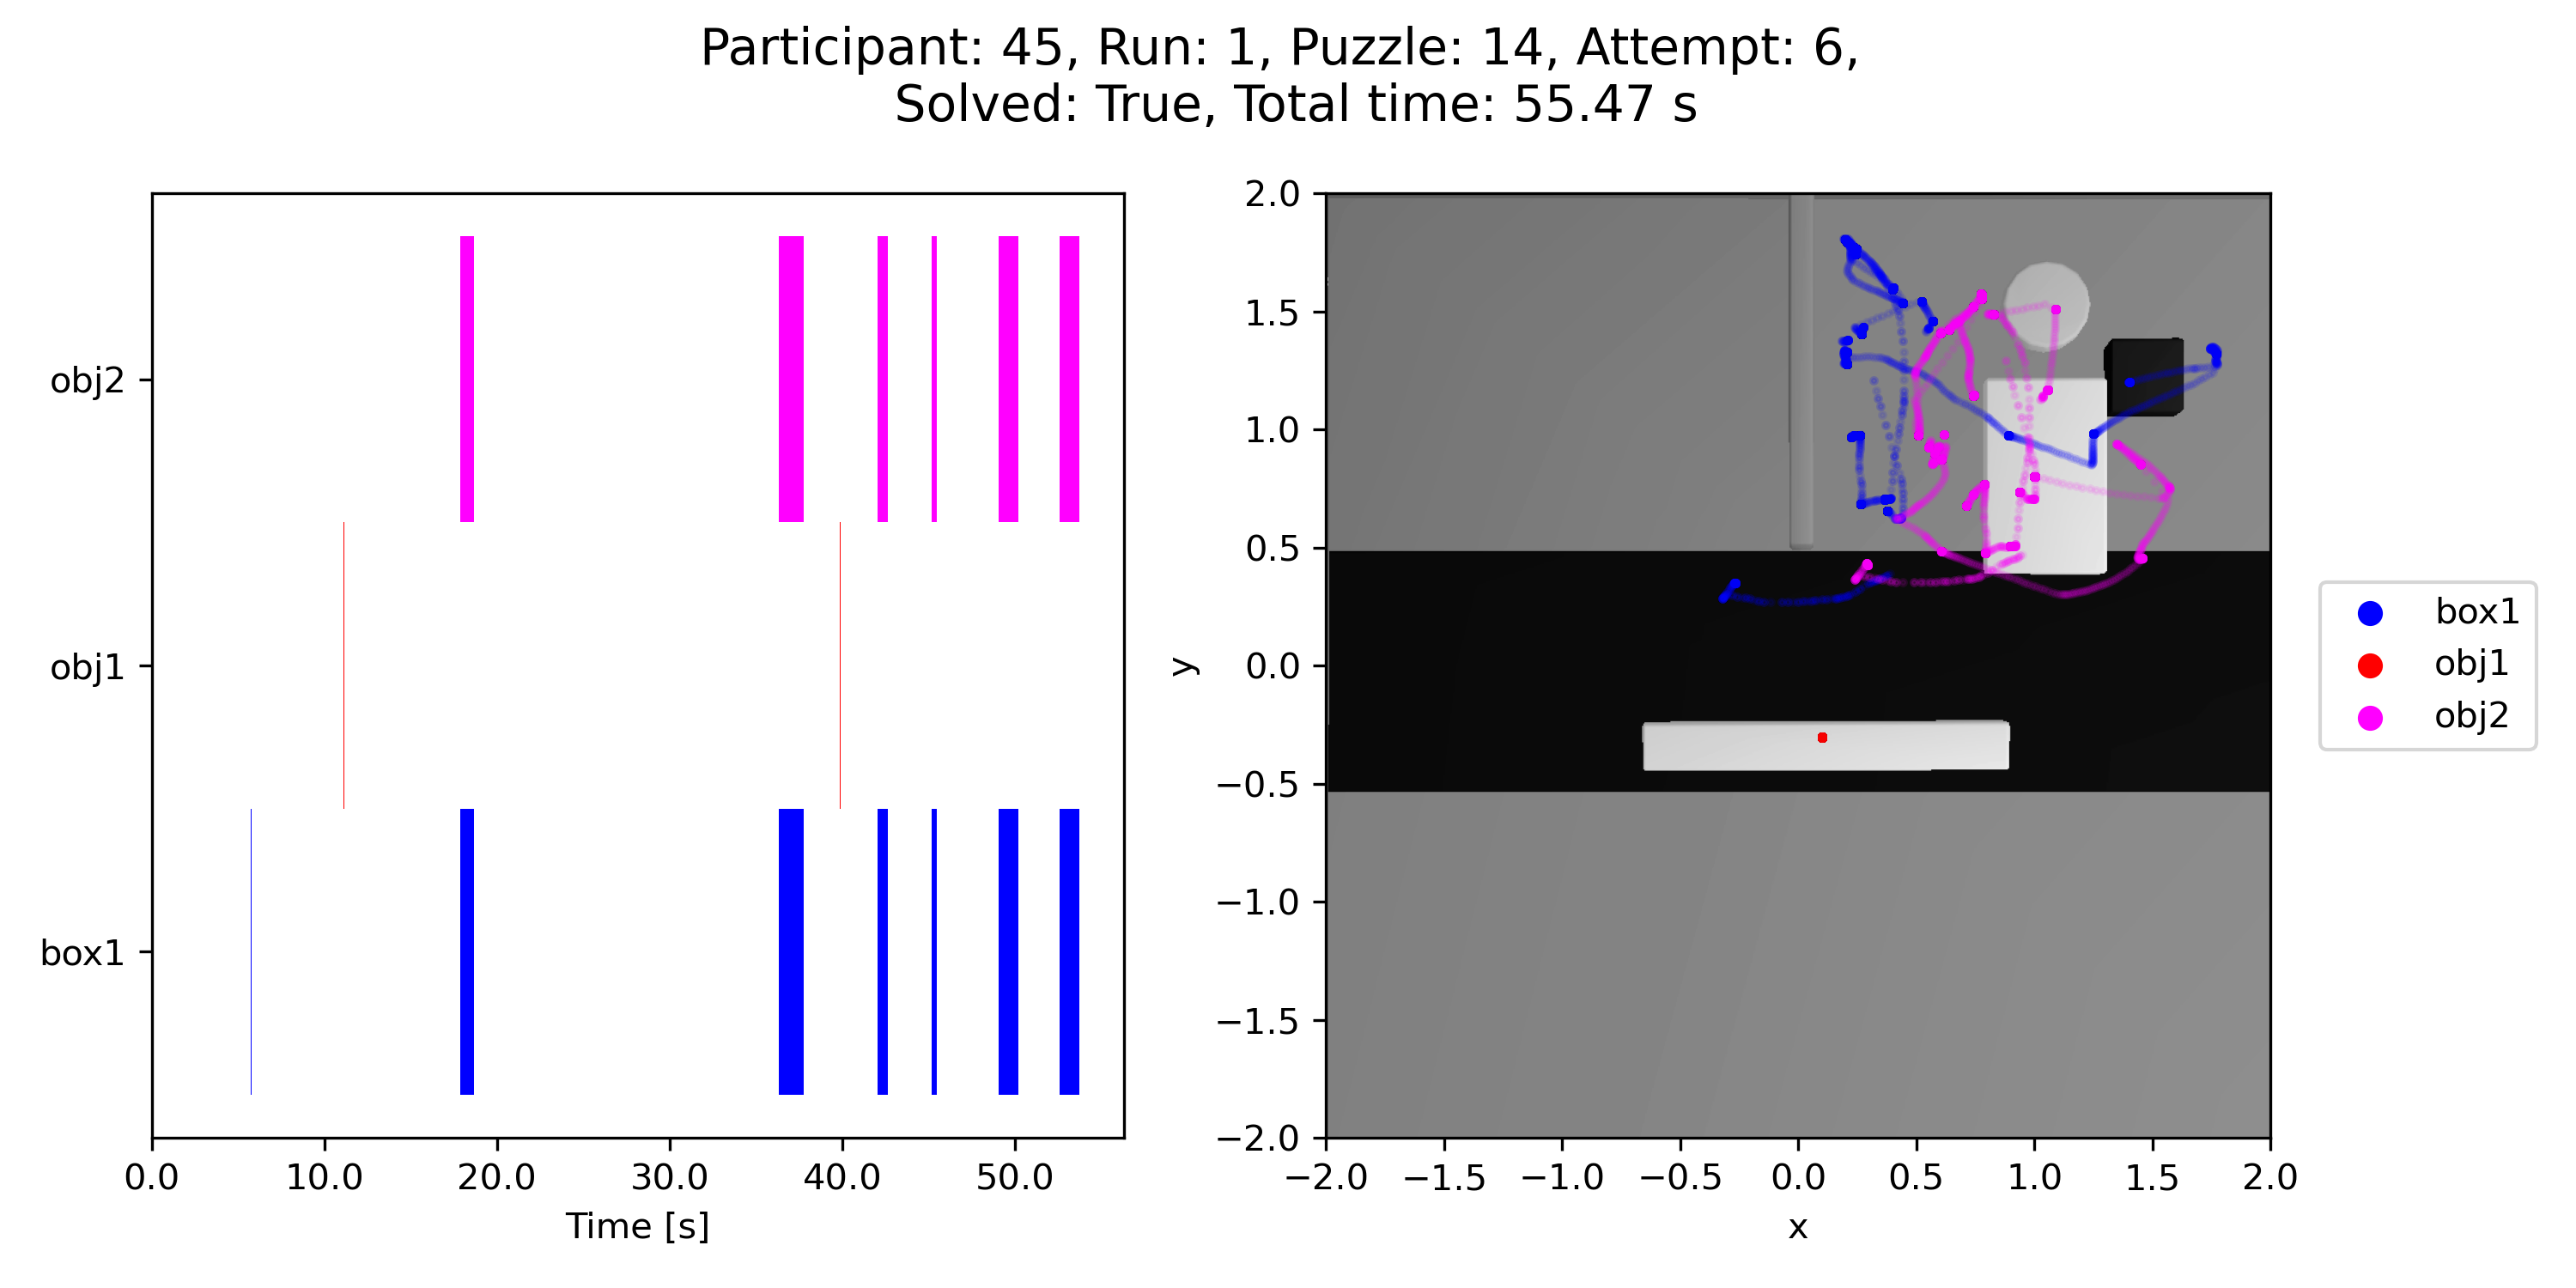 Participant: 45, Run: 1, Puzzle: 14, Attempt: 6,
Solved: True, Total time: 55.47 s
obj2
obj1
box1
0.0 10.0 20.0 30.0 40.0 50.0
Time [s]
2.0
1.5
1.0
0.5
0.0
−0.5
−1.0
−1.5
−2.0
y
−2.0 −1.5 −1.0 −0.5 0.0 0.5 1.0 1.5 2.0
x
box1
obj1
obj2